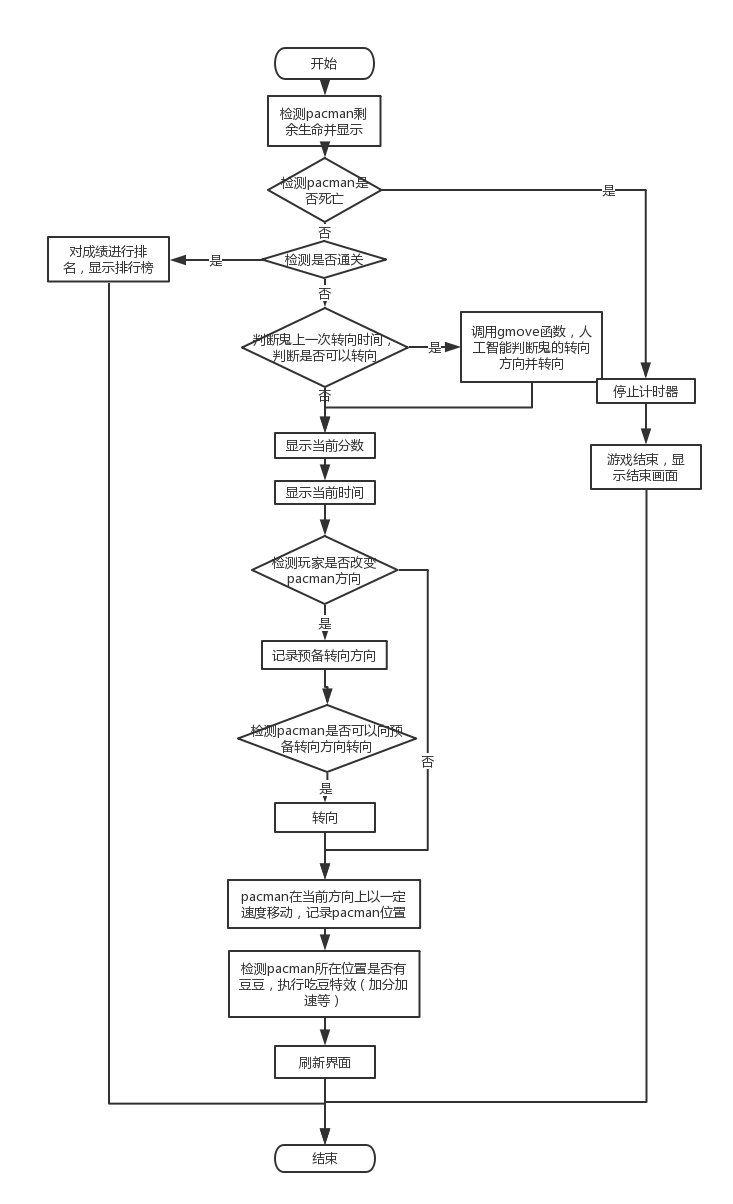 开始
检测pacman剩
余生命并显示
检测pacman是
否死亡
是
否
对成绩进行排
名，显示排行榜
是
检测是否通关
否
判断鬼上一次转向时间，
判断是否可以转向
是
调用gmove函数，人
工智能判断鬼的转向
方向并转向
停止计时器
否
显示当前分数
游戏结束，显
示结束画面
显示当前时间
检测玩家是否改变
pacman方向
是
记录预备转向方向
检测pacman是否可以向预
备转向方向转向
否
是
转向
pacman在当前方向上以一定
速度移动，记录pacman位置
检测pacman所在位置是否有
豆豆，执行吃豆特效（加分加
速等）
刷新界面
结束